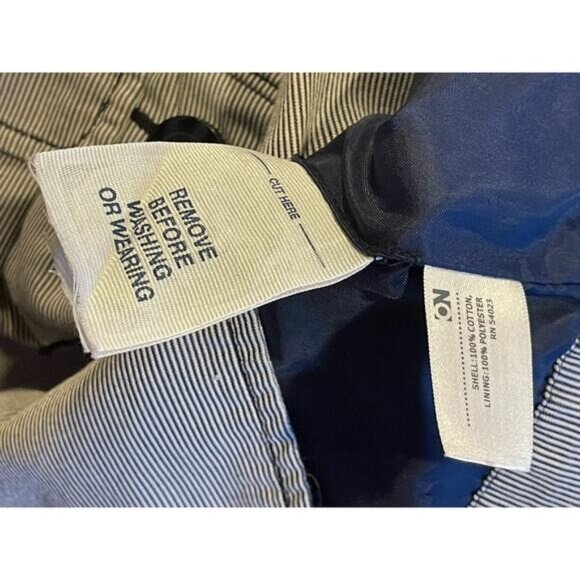 CUT HERE
REMOVE
BEFORE
WASHING
OR WEARING
ON
SHELL:100% COTTON,
LINING:100% POLYESTER
RN 54023